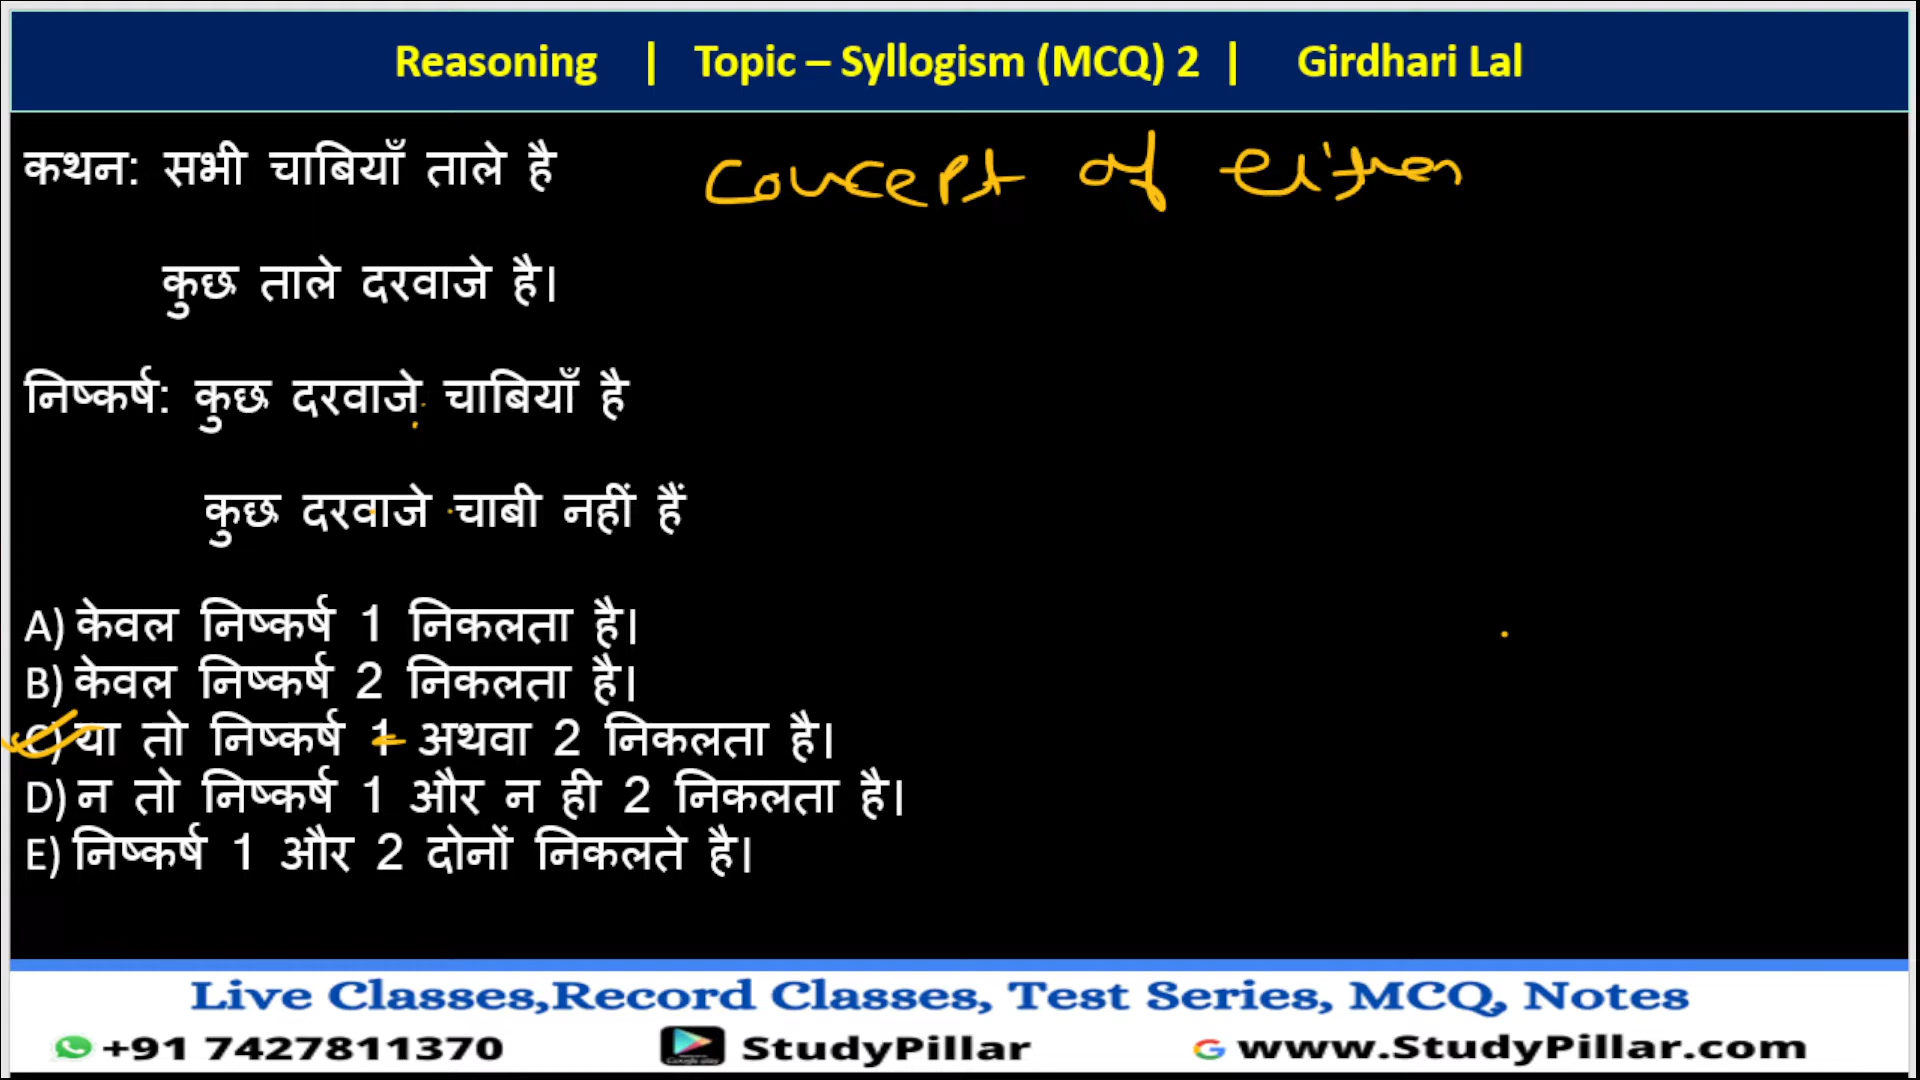 Reasoning | Topic – Syllogism (MCQ) 2 | Girdhari Lal
कथन: सभी चाबियाँ ताले है
concept of either
कुछ ताले दरवाजे है।
निष्कर्ष: कुछ दरवाजे चाबियाँ है
कुछ दरवाजे चाबी नहीं हैं
A) केवल निष्कर्ष 1 निकलता है।
B) केवल निष्कर्ष 2 निकलता है।
C) या तो निष्कर्ष 1 अथवा 2 निकलता है।
D) न तो निष्कर्ष 1 और न ही 2 निकलता है।
E) निष्कर्ष 1 और 2 दोनों निकलते है।
Live Classes,Record Classes, Test Series, MCQ, Notes
+91 7427811370 StudyPillar www.StudyPillar.com